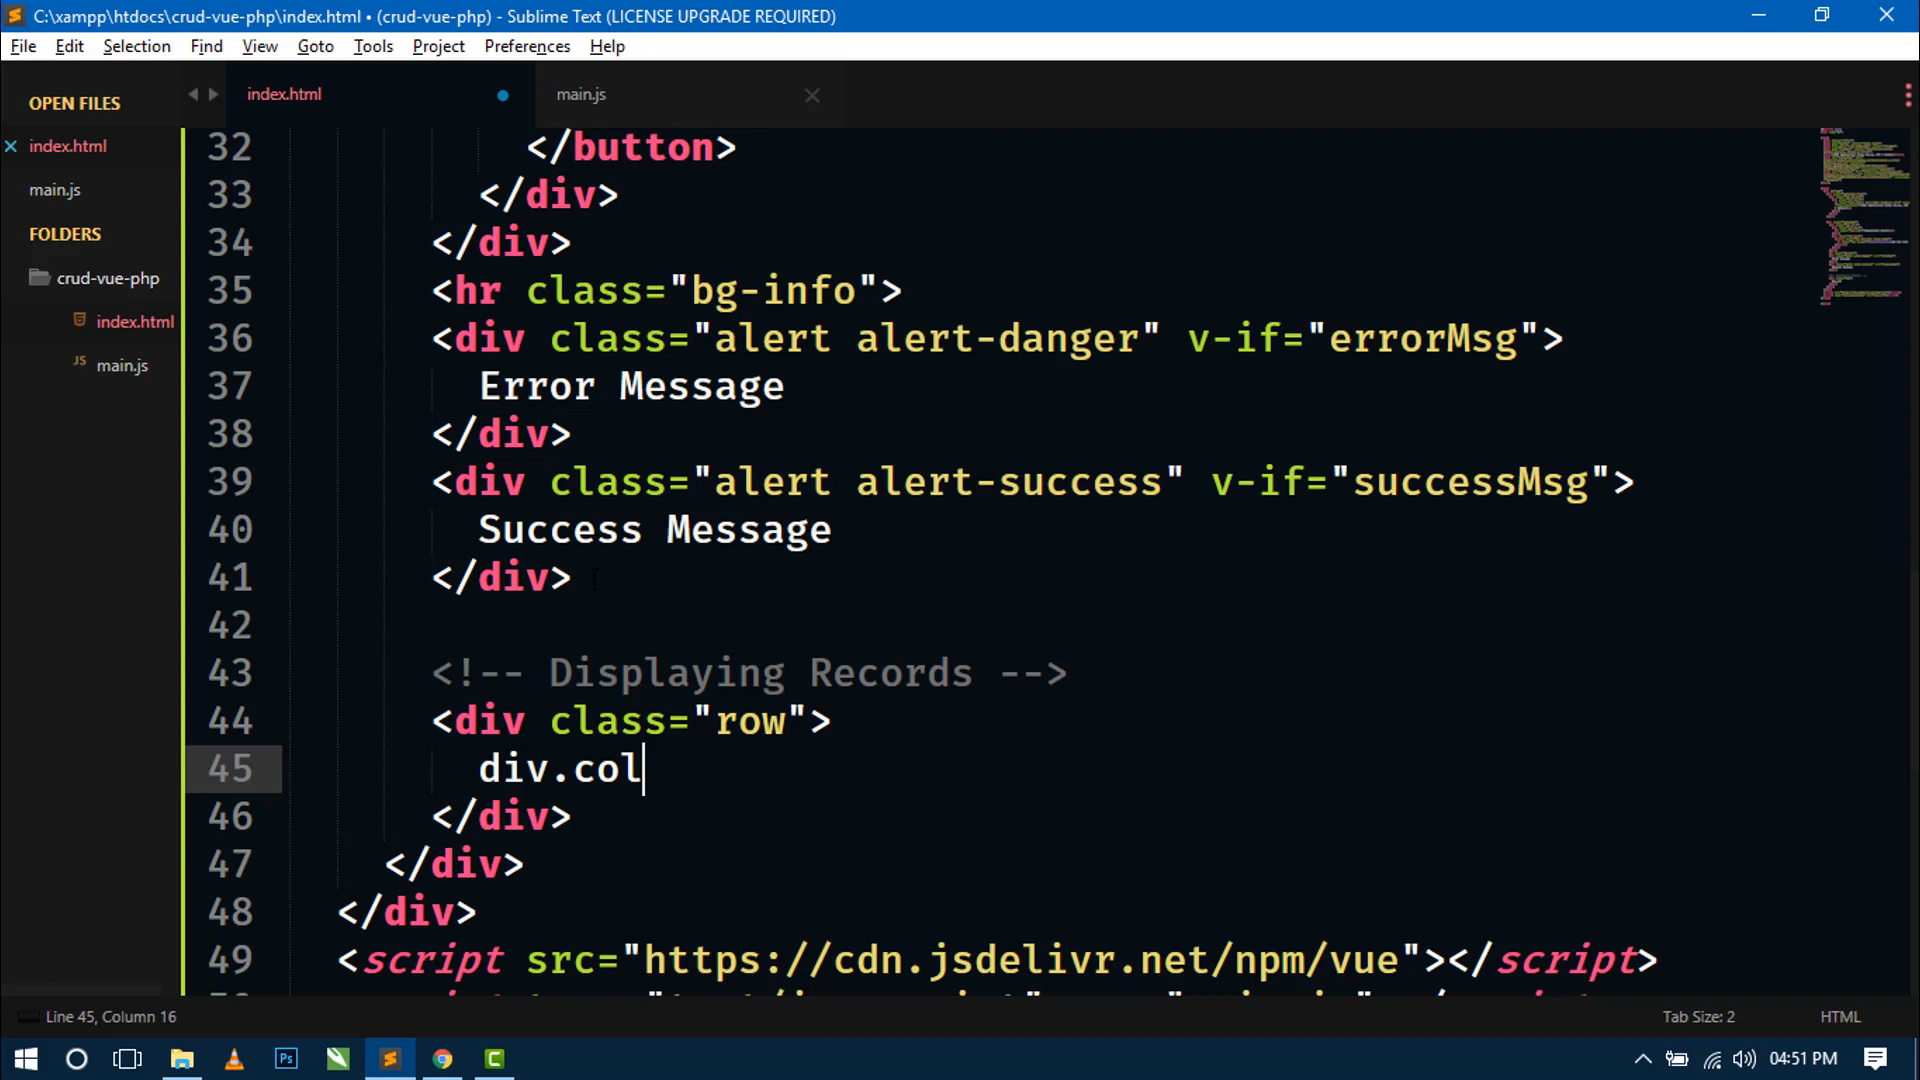 C:\xampp\htdocs\crud-vue-php\index.html • (crud-vue-php) - Sublime Text (LICENSE UPGRADE REQUIRED)
File Edit Selection Find View Goto Tools Project Preferences Help
OPEN FILES
index.html
main.js
FOLDERS
crud-vue-php
index.html
JS main.js
index.html
main.js
32 </button>
33 </div>
34 </div>
35 <hr class="bg-info">
36 <div class="alert alert-danger" v-if="errorMsg">
37 Error Message
38 </div>
39 <div class="alert alert-success" v-if="successMsg">
40 Success Message
41 </div>
42
43 <!-- Displaying Records -->
44 <div class="row">
45 div.col
46 </div>
47 </div>
48 </div>
49 <script src="https://cdn.jsdelivr.net/npm/vue"></script>
Line 45, Column 16
Tab Size: 2
HTML
Ps
04:51 PM